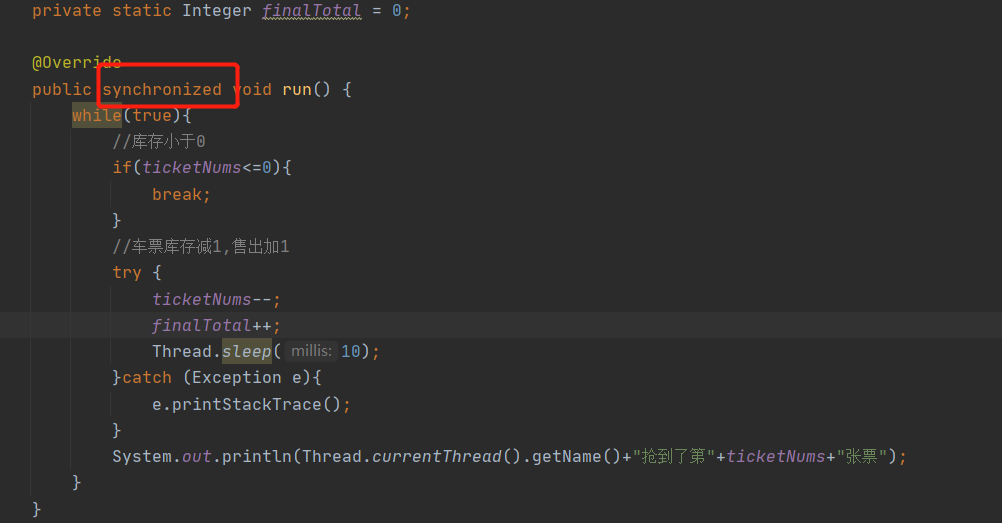 private static Integer finalTotal = 0;
@Override
public synchronized void run() {
while(true){
//库存小于0
if(ticketNums<=0){
break;
}
//车票库存减1,售出加1
try {
ticketNums--;
finalTotal++;
Thread.sleep( millis: 10);
}catch (Exception e){
e.printStackTrace();
}
System.out.println(Thread.currentThread().getName()+"抢到了第"+ticketNums+"张票");
}
}